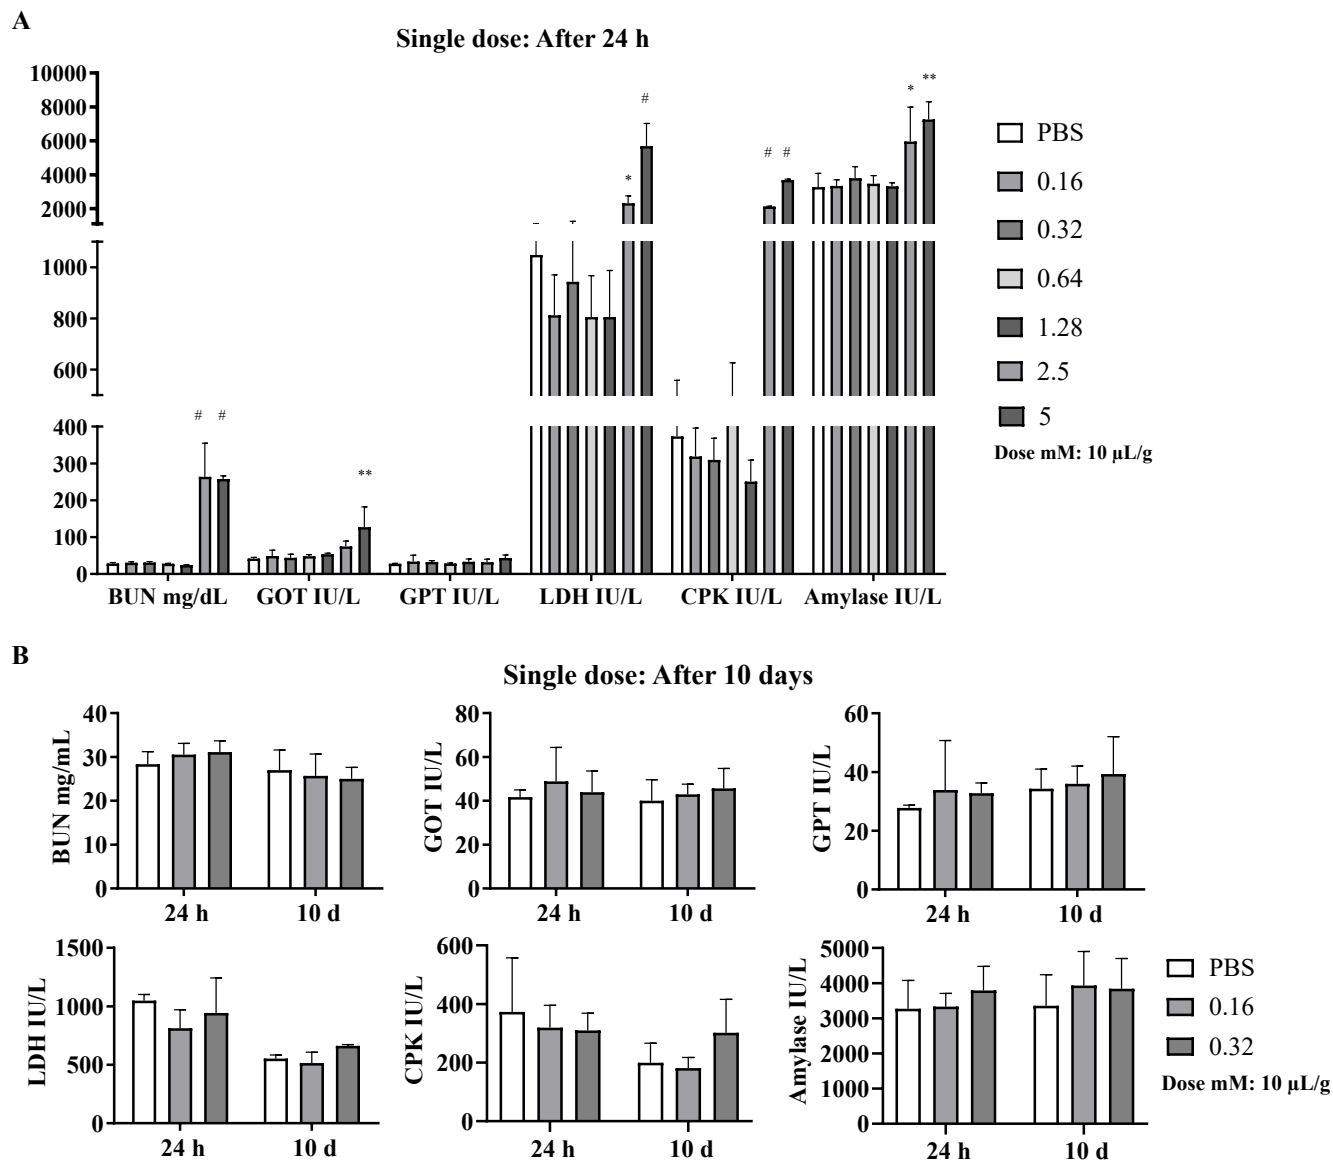 A
Single dose: After 24 h
10000
8000
6000
4000
2000
1000
800
600
400
300
200
100
0
# #
**
* #
# #
* **
BUN mg/dL GOT IU/L GPT IU/L LDH IU/L CPK IU/L Amylase IU/L
PBS
0.16
0.32
0.64
1.28
2.5
5
Dose mM: 10 µL/g
B
Single dose: After 10 days
BUN mg/mL
40
30
20
10
0
24 h 10 d
GOT IU/L
80
60
40
20
0
24 h 10 d
GPT IU/L
60
40
20
0
24 h 10 d
LDH IU/L
1500
1000
500
0
24 h 10 d
CPK IU/L
600
400
200
0
24 h 10 d
Amylase IU/L
5000
4000
3000
2000
1000
0
24 h 10 d
PBS
0.16
0.32
Dose mM: 10 µL/g